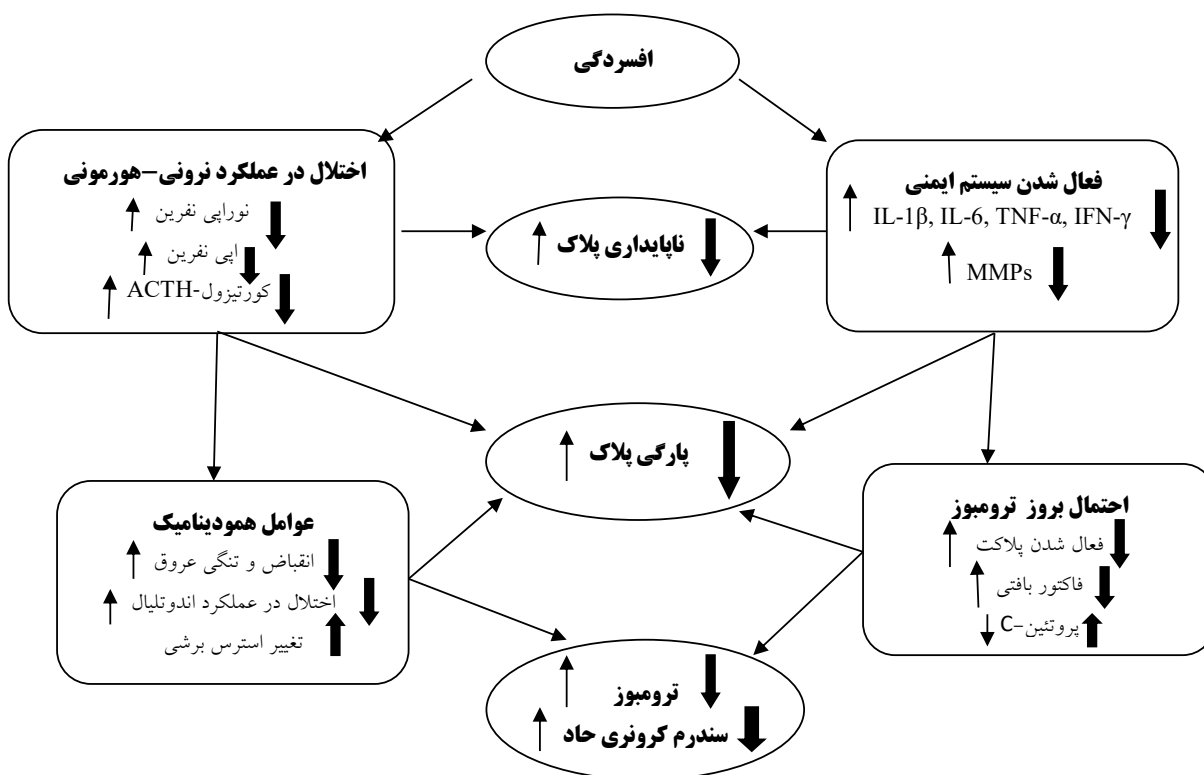 افسردگی
اختلال در عملکرد نرونی-هورمونی
نوراپی نفرین
اپی نفرین
کورتیزول-ACTH
فعال شدن سیستم ایمنی
IL-1β, IL-6, TNF-α, IFN-γ
MMPs
ناپایداری پلاک
پارگی پلاک
عوامل همودینامیک
انقباض و تنگی عروق
اختلال در عملکرد اندوتلیال
تغییر استرس برشی
احتمال بروز ترومبوز
فعال شدن پلاکت
فاکتور بافتی
پروتئین-C
ترومبوز
سندرم کرونری حاد